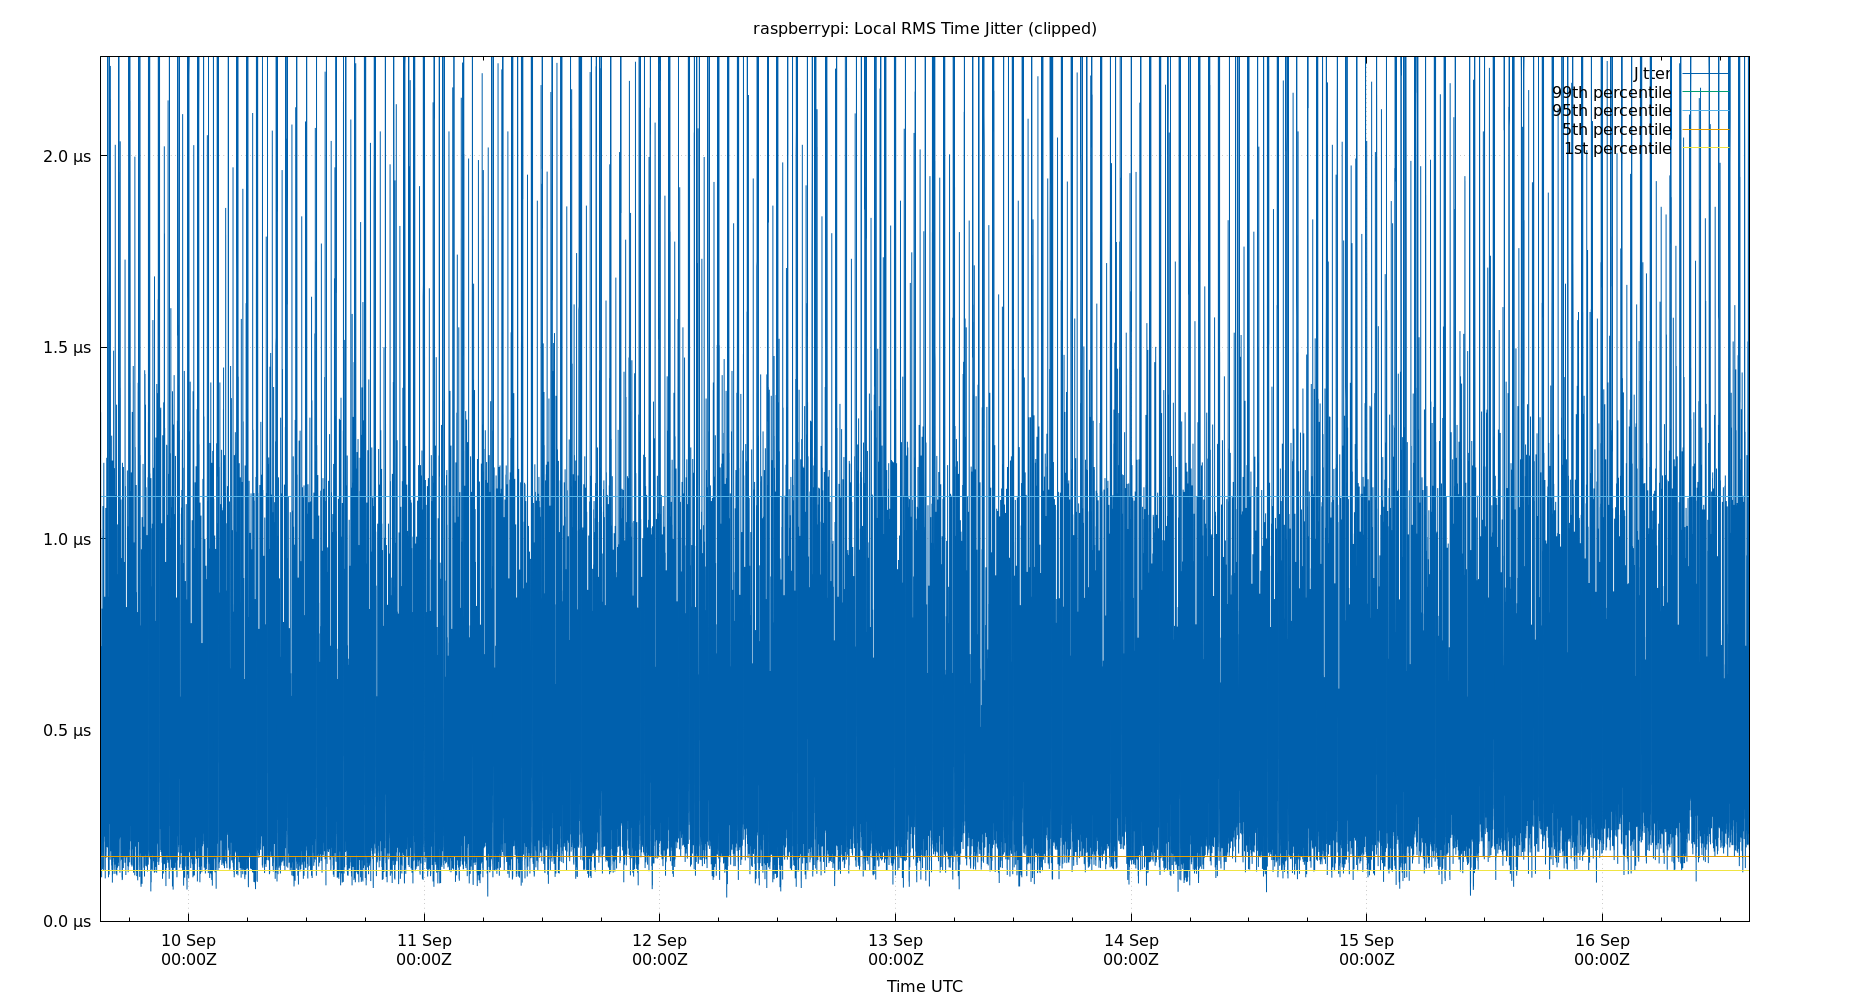 raspberrypi: Local RMS Time Jitter (clipped)
Jitter
99th percentile
95th percentile
5th percentile
1st percentile
2.0 μs
1.5 μs
1.0 μs
0.5 μs
0.0 μs
10 Sep 11 Sep 12 Sep 13 Sep 14 Sep 15 Sep 16 Sep
00:00Z 00:00Z 00:00Z 00:00Z 00:00Z 00:00Z 00:00Z
Time UTC